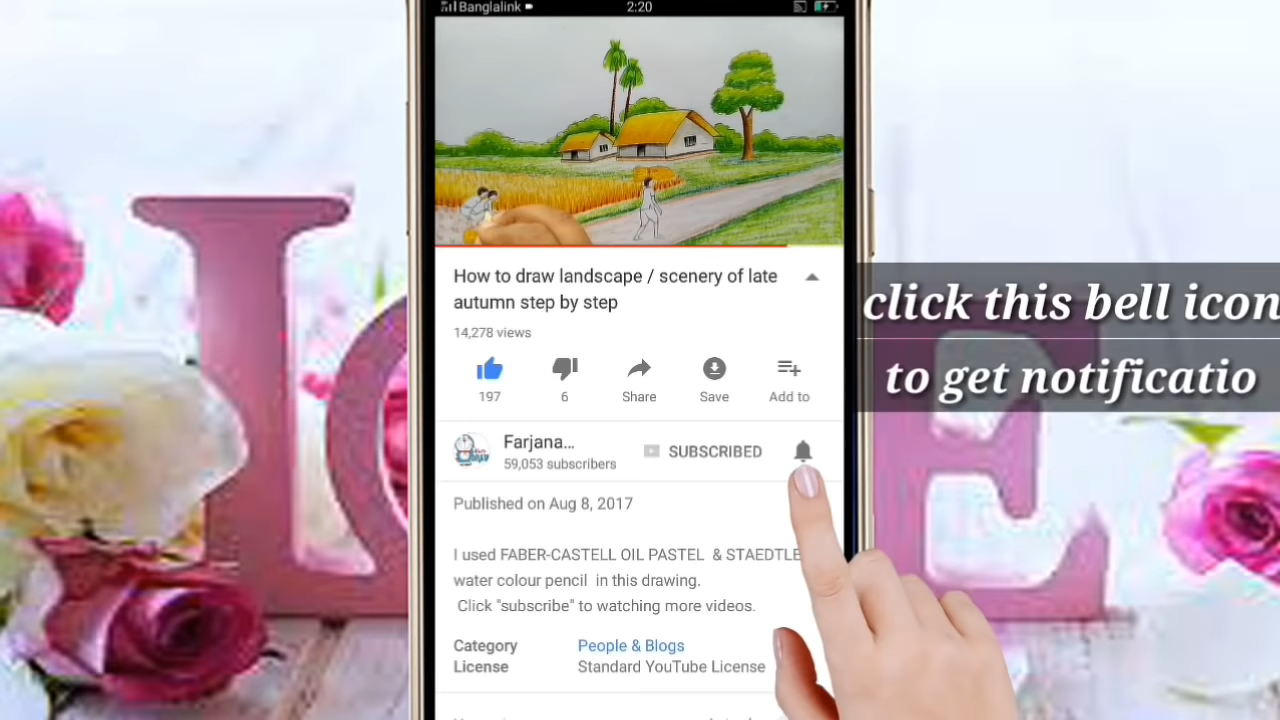 Banglalink
2:20
How to draw landscape / scenery of late
autumn step by step
14,278 views
197
6
Share
Save
Add to
Farjana...
59,053 subscribers
SUBSCRIBED
Published on Aug 8, 2017
I used FABER-CASTELL OIL PASTEL & STAEDTLE
water colour pencil in this drawing.
Click "subscribe" to watching more videos.
Category People & Blogs
License Standard YouTube License
click this bell icon
to get notificatio